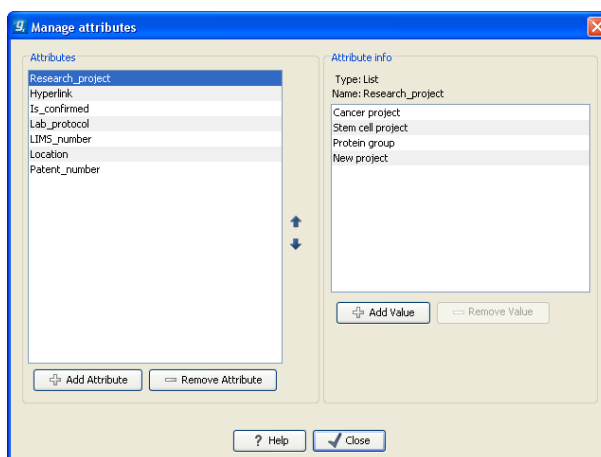 Manage attributes
Attributes
Research_project
Hyperlink
Is_confirmed
Lab_protocol
LIMS_number
Location
Patent_number
Add Attribute
Remove Attribute
Attribute info
Type: List
Name: Research_project
Cancer project
Stem cell project
Protein group
New project
Add Value
Remove Value
? Help
Close